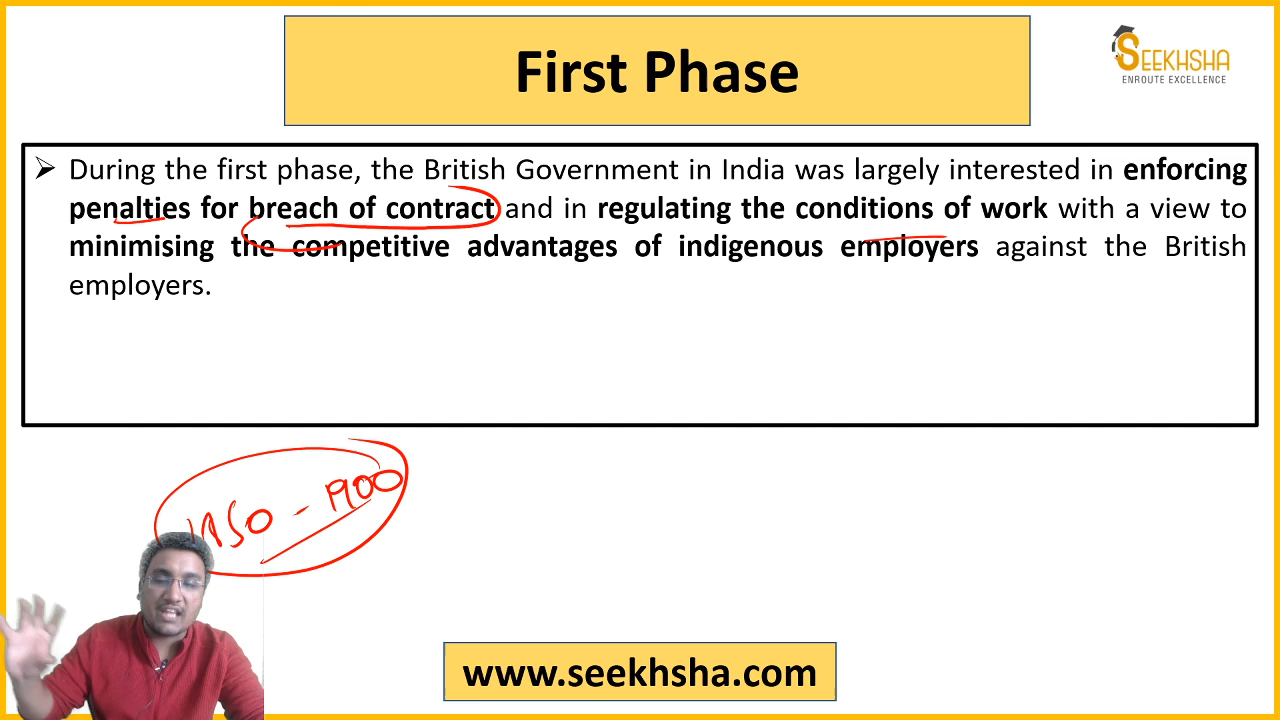 First Phase
SEEKHSHA
ENROUTE EXCELLENCE
➢ During the first phase, the British Government in India was largely interested in enforcing
penalties for breach of contract and in regulating the conditions of work with a view to
minimising the competitive advantages of indigenous employers against the British
employers.
1850 - 1900
www.seekhsha.com